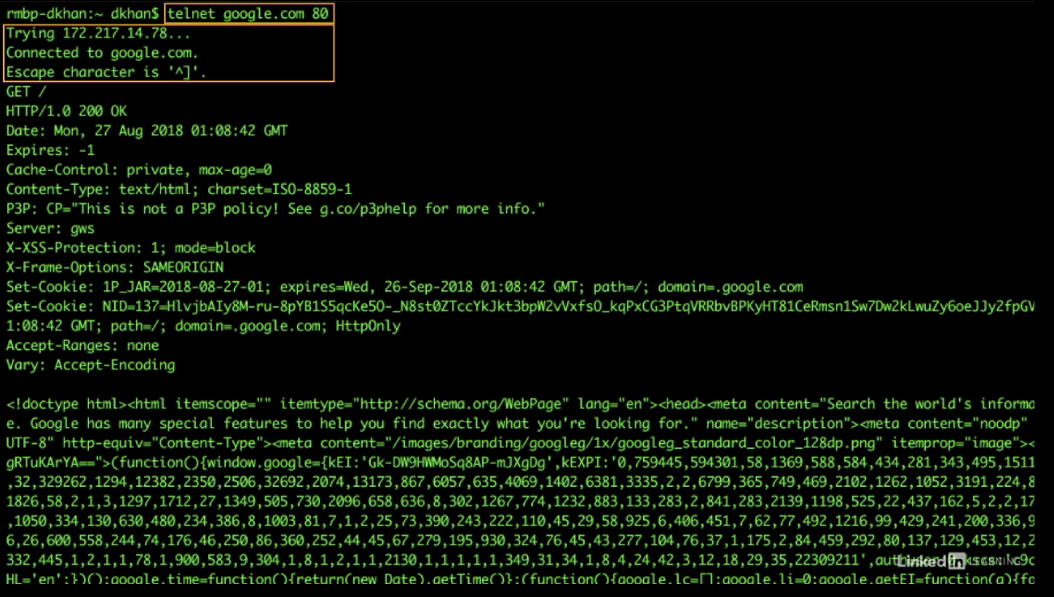 rmbp-dkhan:~ dkhan$ telnet google.com 80
Trying 172.217.14.78...
Connected to google.com.
Escape character is '^]'.
GET /
HTTP/1.0 200 OK
Date: Mon, 27 Aug 2018 01:08:42 GMT
Expires: -1
Cache-Control: private, max-age=0
Content-Type: text/html; charset=ISO-8859-1
P3P: CP="This is not a P3P policy! See g.co/p3phelp for more info."
Server: gws
X-XSS-Protection: 1; mode=block
X-Frame-Options: SAMEORIGIN
Set-Cookie: 1P_JAR=2018-08-27-01; expires=Wed, 26-Sep-2018 01:08:42 GMT; path=/; domain=.google.com
Set-Cookie: NID=137=HlvjbAIy8M-ru-8pYB1S5qcKe5O-_N8st0ZTccYkJkt3bpW2vVxfsO_kqPxCG3PtqVRRbvBPKyHT81CeRmsn1Sw7Dw2kLwuZy6oeJJy2fpGV
1:08:42 GMT; path=/; domain=.google.com; HttpOnly
Accept-Ranges: none
Vary: Accept-Encoding
<!doctype html><html itemscope="" itemtype="http://schema.org/WebPage" lang="en"><head><meta content="Search the world's informa
e. Google has many special features to help you find exactly what you're looking for." name="description"><meta content="noodp"
UTF-8" http-equiv="Content-Type"><meta content="/images/branding/googleg/1x/googleg_standard_color_128dp.png" itemprop="image"><
gRTuKArYA==">(function(){window.google={kEI:'Gk-DW9HWMoSq8AP-mJXgDg',kEXPI:'0,759445,594301,58,1369,588,584,434,281,343,495,1511
,32,329262,1294,12382,2350,2506,32692,2074,13173,867,6057,635,4069,1402,6381,3335,2,2,6799,365,749,469,2102,1262,1052,3191,224,8
1826,58,2,1,3,1297,1712,27,1349,505,730,2096,658,636,8,302,1267,774,1232,883,133,283,2,841,283,2139,1198,525,22,437,162,5,2,2,17
,1050,334,130,630,480,234,386,8,1003,81,7,1,2,25,73,390,243,222,110,45,29,58,925,6,406,451,7,62,77,492,1216,99,429,241,200,336,9
6,26,600,558,244,74,176,46,250,86,360,252,44,45,67,279,195,930,324,76,45,43,277,104,76,37,1,175,2,84,459,292,80,137,129,453,12,2
332,445,1,2,1,1,78,1,900,583,9,304,1,8,1,2,1,1,2130,1,1,1,1,1,349,31,34,1,8,4,24,42,3,12,18,29,35,22309211',
HL='en';})();google.time=function(){return(new Date).getTime()};(function(){google.lc=[];google.li=0;google.getEI=function(a){fo
LinkedIn LEARNING